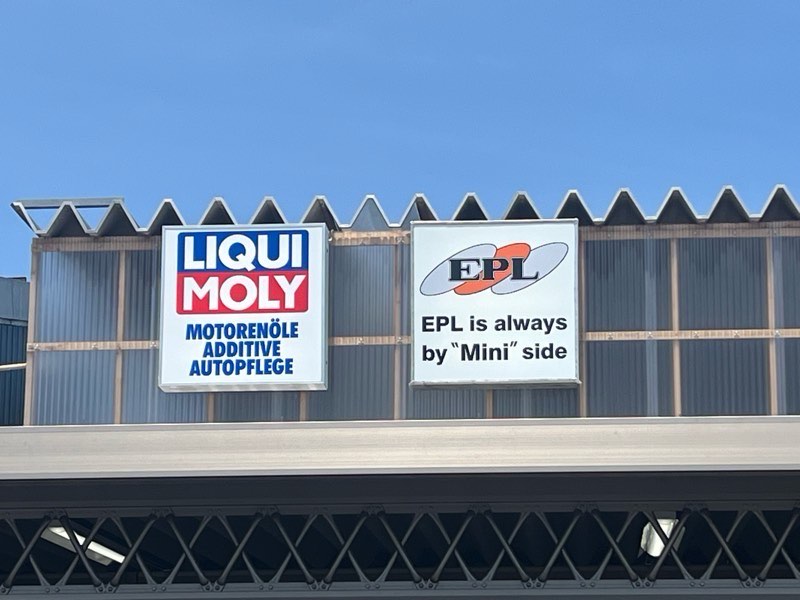 LIQUI
MOLY
MOTORENÖLE
ADDITIVE
AUTOPFLEGE
EPL
EPL is always
by "Mini" side